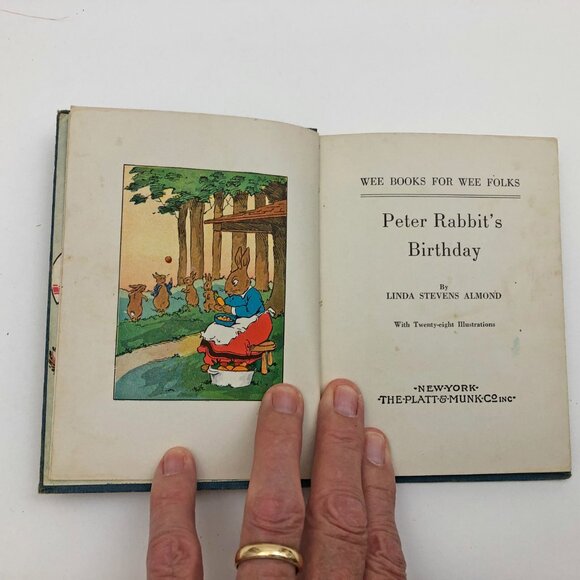 WEE BOOKS FOR WEE FOLKS
Peter Rabbit's
Birthday
By
LINDA STEVENS ALMOND
With Twenty-eight Illustrations
·NEW·YORK·
·THE·PLATT·&·MUNK·CO INC·